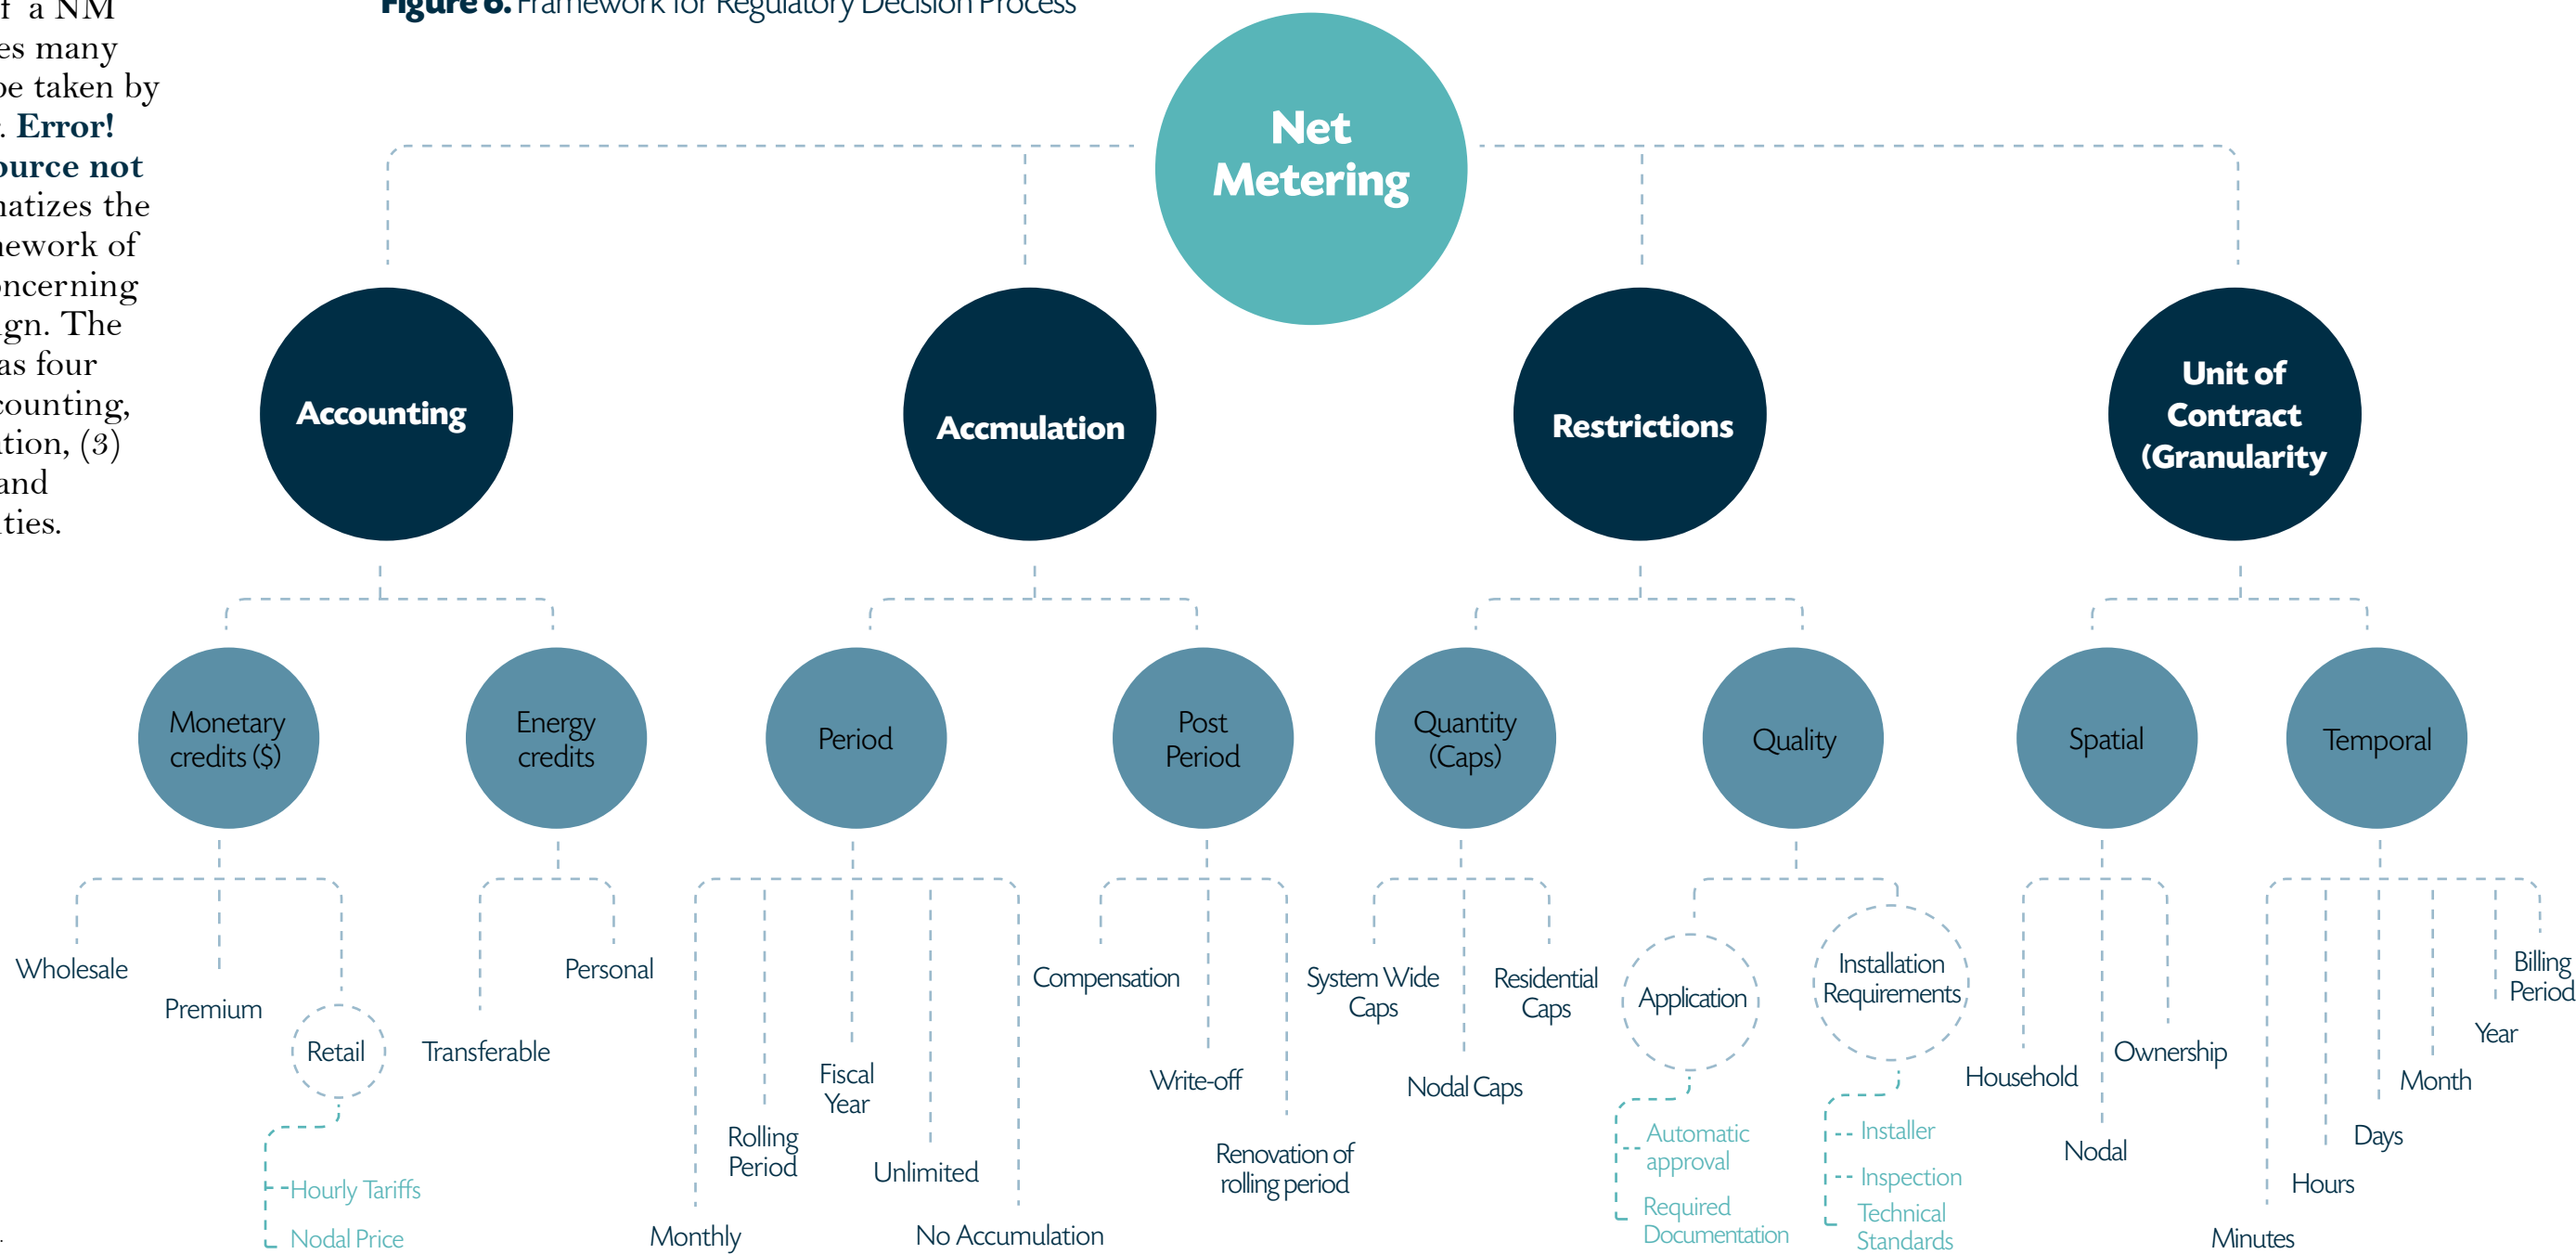 f a NM
es many
be taken by
. Error!
ource not
natizes the
nework of
oncerning
ign. The
as four
counting,
tion, (3)
and
ties.
Figure 6. Framework for Regulatory Decision Process
Net
Metering
Accounting
Accmulation
Restrictions
Unit of
Contract
(Granularity
Monetary
credits ($)
Energy
credits
Period
Post
Period
Quantity
(Caps)
Quality
Spatial
Temporal
Wholesale
Premium
Retail
Hourly Tariffs
Nodal Price
Transferable
Personal
Monthly
Rolling
Period
Fiscal
Year
Unlimited
No Accumulation
Compensation
Write-off
Renovation of
rolling period
System Wide
Caps
Nodal Caps
Residential
Caps
Application
Automatic
approval
Required
Documentation
Installation
Requirements
Installer
Inspection
Technical
Standards
Household
Nodal
Ownership
Minutes
Hours
Days
Month
Year
Billing
Period